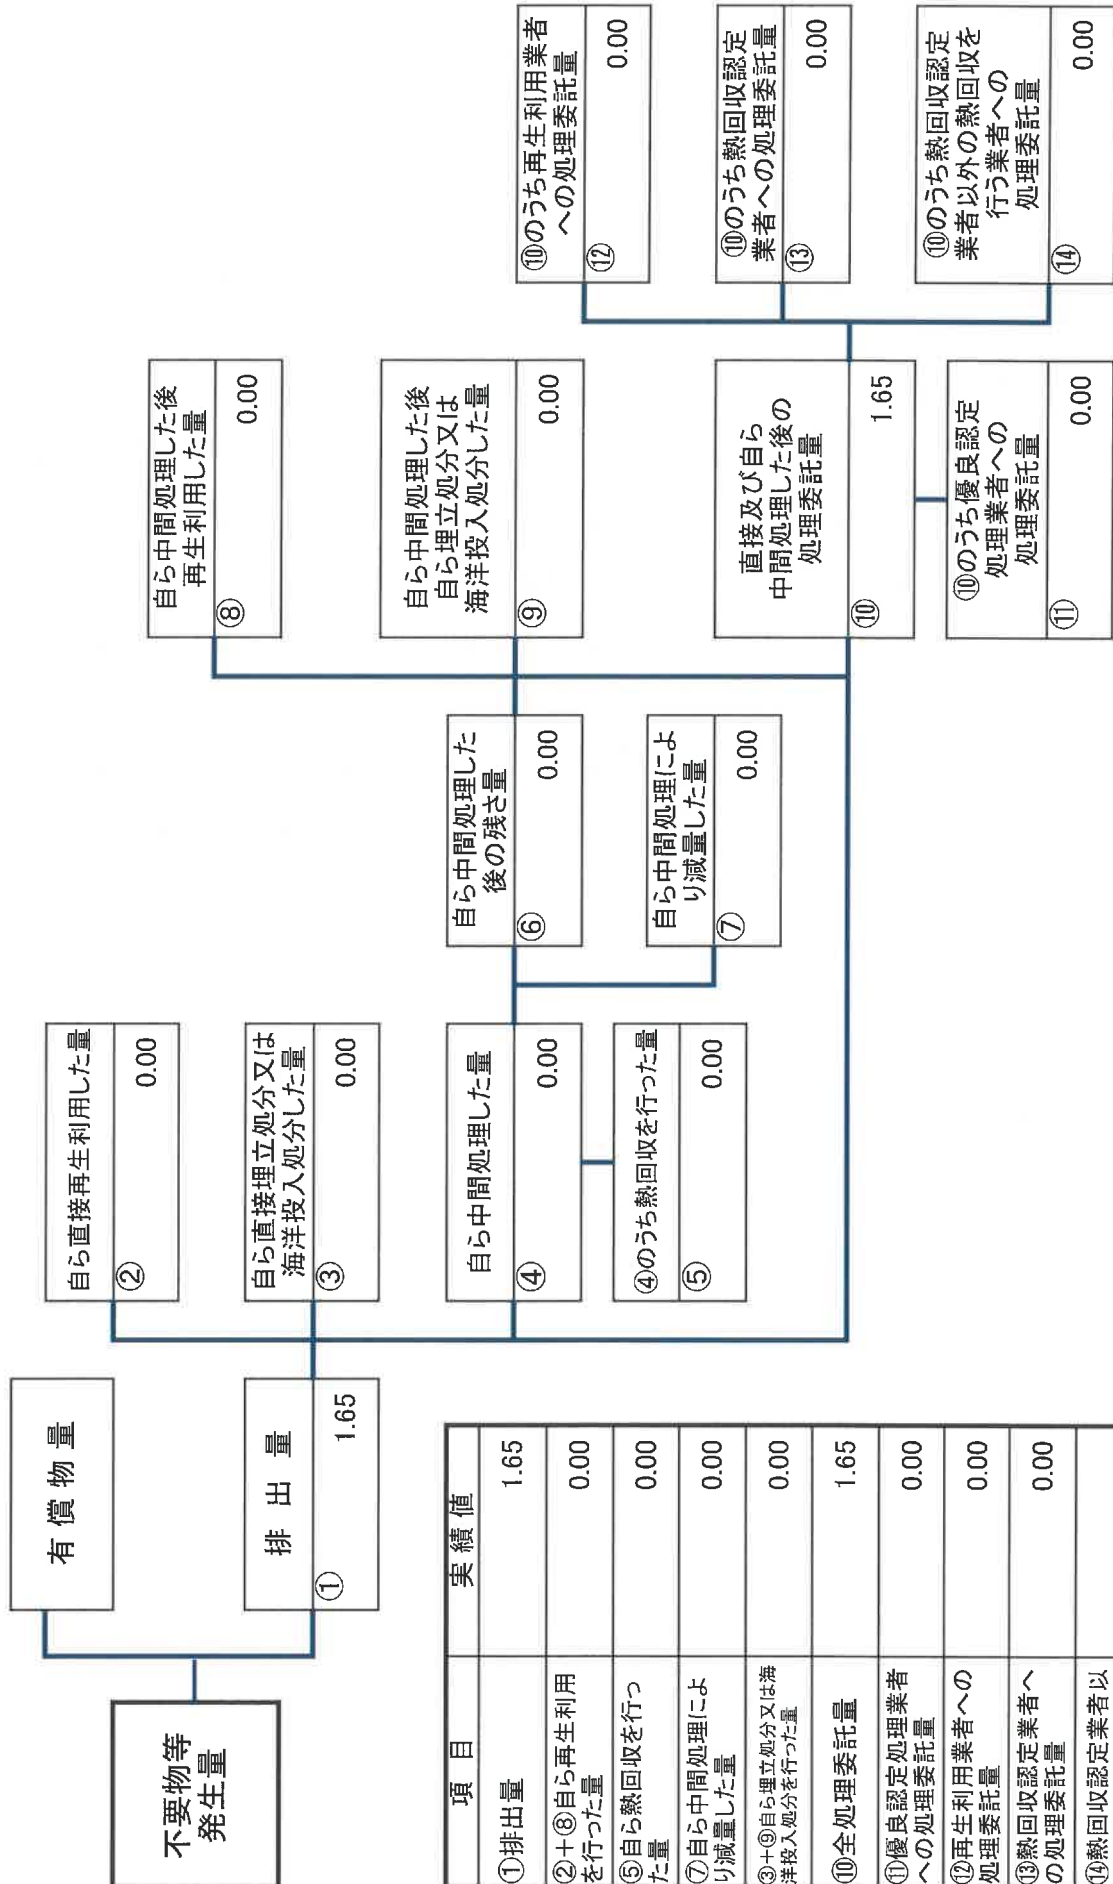 不要物等
発生量
有 償 物 量
排 出 量
① 1.65
自ら直接再生利用した量
② 0.00
自ら直接埋立処分又は
海洋投入処分した量
③ 0.00
自ら中間処理した量
④ 0.00
④のうち熱回収を行った量
⑤ 0.00
自ら中間処理した
後の残さ量
⑥ 0.00
自ら中間処理によ
り減量した量
⑦ 0.00
自ら中間処理した後
再生利用した量
⑧ 0.00
自ら中間処理した後
自ら埋立処分又は
海洋投入処分した量
⑨ 0.00
直接及び自ら
中間処理した後の
処理委託量
⑩ 1.65
⑩のうち優良認定
処理業者への
処理委託量
⑪ 0.00
⑩のうち再生利用業者
への処理委託量
⑫ 0.00
⑩のうち熱回収認定
業者への処理委託量
⑬ 0.00
⑩のうち熱回収認定
業者以外の熱回収を
行う業者への
処理委託量
⑭ 0.00
項 目 実 績 値
①排出量 1.65
②+⑧自ら再生利用
を行った量 0.00
⑤自ら熱回収を行っ
た量 0.00
⑦自ら中間処理によ
り減量した量 0.00
③+⑨自ら埋立処分又は海
洋投入処分を行った量 0.00
⑩全処理委託量 1.65
⑪優良認定処理業者
への処理委託量 0.00
⑫再生利用業者への
処理委託量 0.00
⑬熱回収認定業者へ
の処理委託量 0.00
⑭熱回収認定業者以